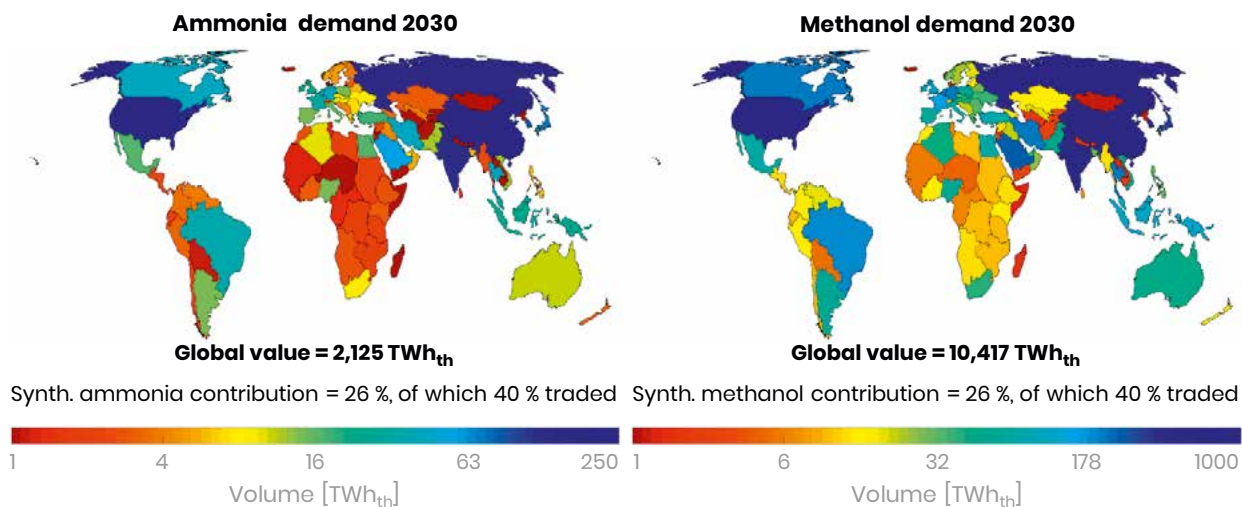 Ammonia demand 2030
Methanol demand 2030
Global value = 2,125 TWhth
Global value = 10,417 TWhth
Synth. ammonia contribution = 26 %, of which 40 % traded
Synth. methanol contribution = 26 %, of which 40 % traded
1 4 16 63 250
1 6 32 178 1000
Volume [TWhth]
Volume [TWhth]